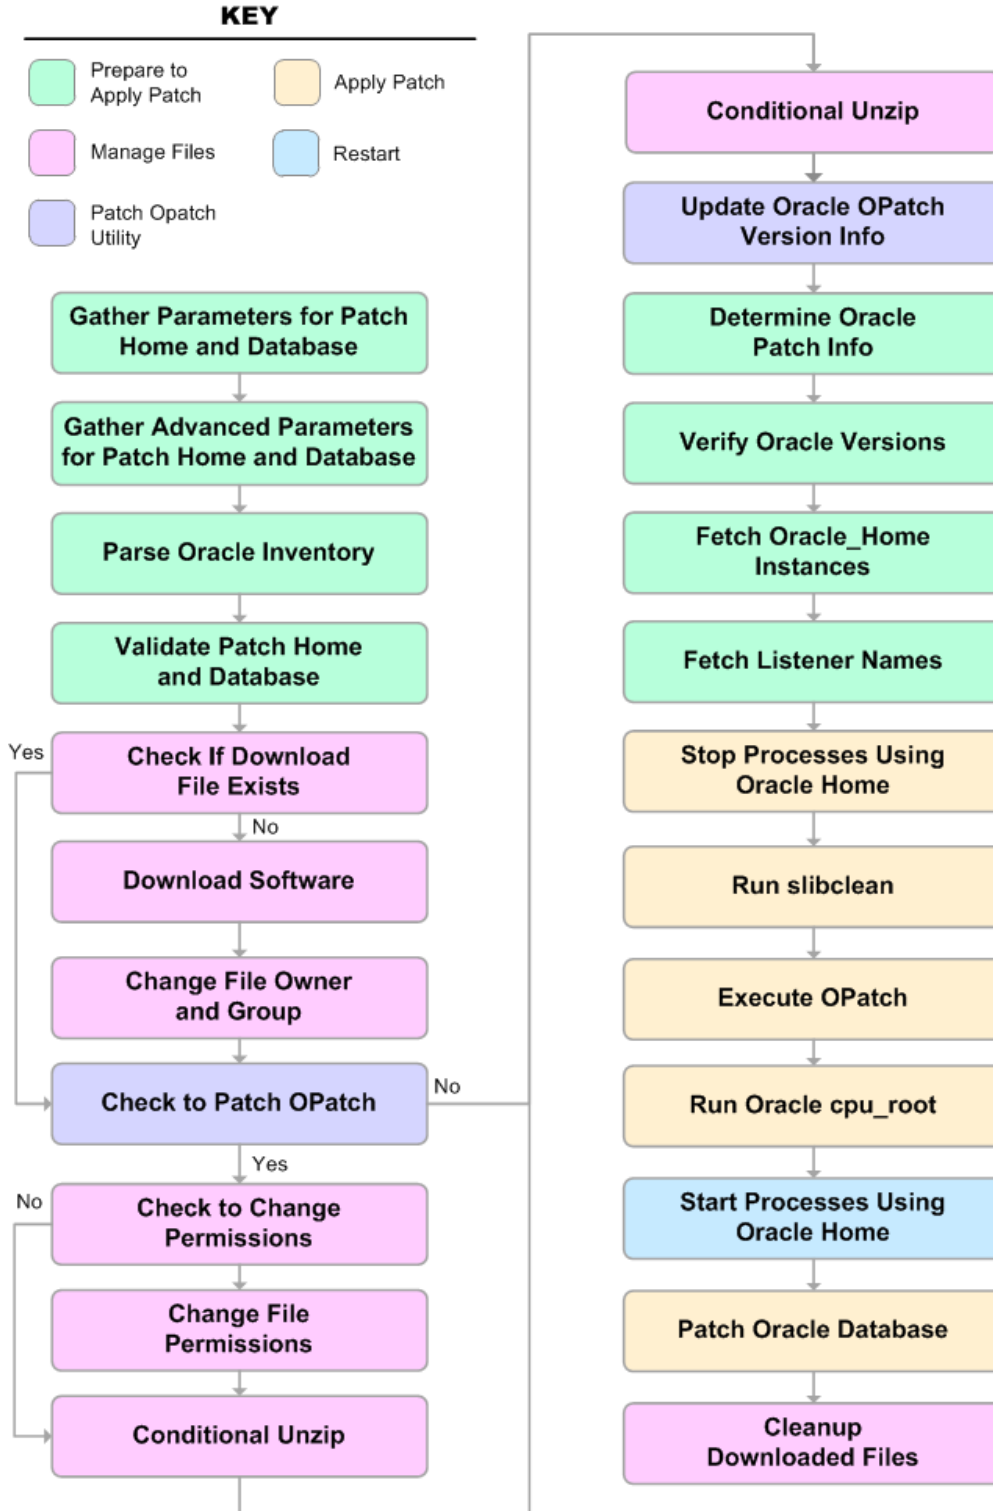 KEY
Prepare to
Apply Patch
Apply Patch
Manage Files
Restart
Patch Opatch
Utility
Gather Parameters for Patch
Home and Database
Gather Advanced Parameters
for Patch Home and Database
Parse Oracle Inventory
Validate Patch Home
and Database
Yes
Check If Download
File Exists
No
Download Software
Change File Owner
and Group
Check to Patch OPatch
No
Yes
No
Check to Change
Permissions
Change File
Permissions
Conditional Unzip
Conditional Unzip
Update Oracle OPatch
Version Info
Determine Oracle
Patch Info
Verify Oracle Versions
Fetch Oracle_Home
Instances
Fetch Listener Names
Stop Processes Using
Oracle Home
Run slibclean
Execute OPatch
Run Oracle cpu_root
Start Processes Using
Oracle Home
Patch Oracle Database
Cleanup
Downloaded Files